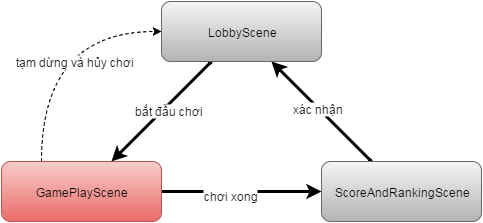 LobbyScene
tạm dừng và hủy chơi
bắt đầu chơi
xác nhận
GamePlayScene
chơi xong
ScoreAndRankingScene